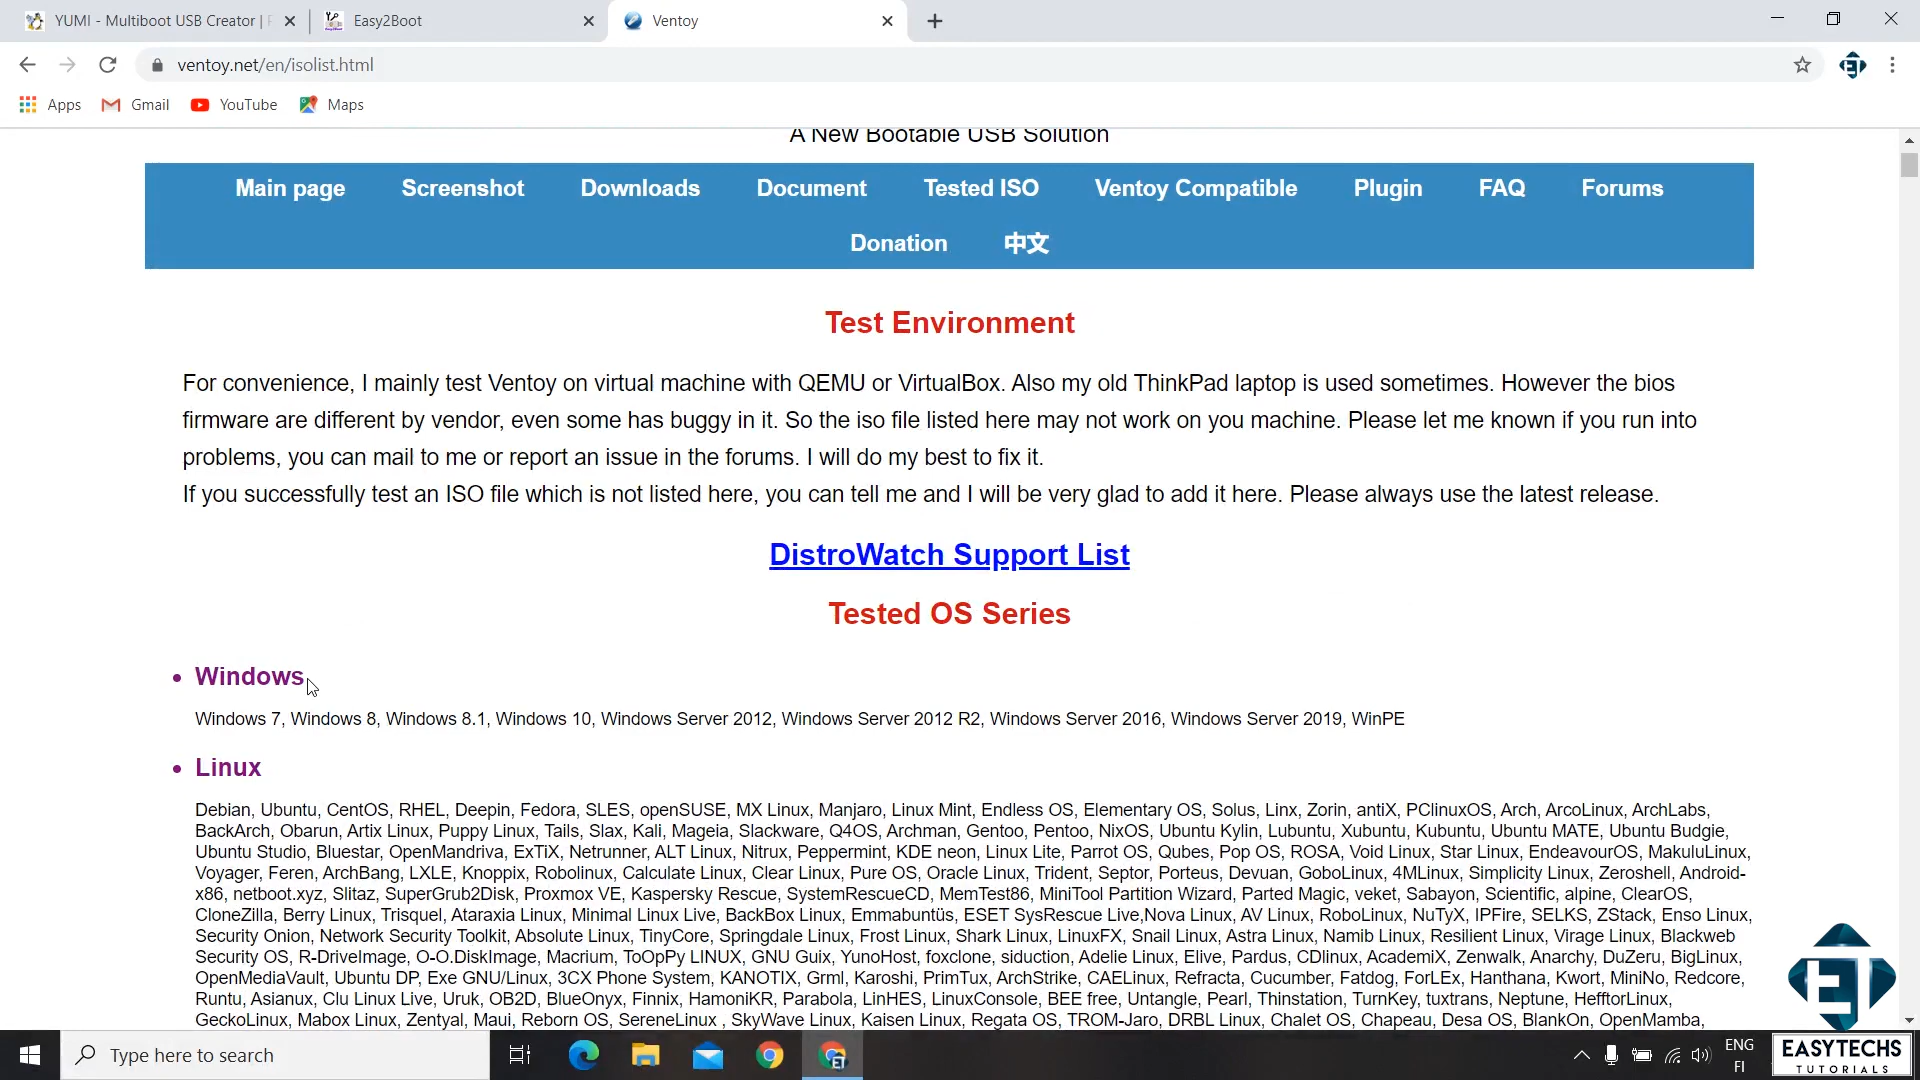 YUMI - Multiboot USB Creator |
Easy2Boot
Ventoy
ventoy.net/en/isolist.html
Apps Gmail YouTube Maps
A New Bootable USB Solution
Main page Screenshot Downloads Document Tested ISO Ventoy Compatible Plugin FAQ Forums
Donation 中文
Test Environment
For convenience, I mainly test Ventoy on virtual machine with QEMU or VirtualBox. Also my old ThinkPad laptop is used sometimes. However the bios
firmware are different by vendor, even some has buggy in it. So the iso file listed here may not work on you machine. Please let me known if you run into
problems, you can mail to me or report an issue in the forums. I will do my best to fix it.
If you successfully test an ISO file which is not listed here, you can tell me and I will be very glad to add it here. Please always use the latest release.
DistroWatch Support List
Tested OS Series
• Windows
Windows 7, Windows 8, Windows 8.1, Windows 10, Windows Server 2012, Windows Server 2012 R2, Windows Server 2016, Windows Server 2019, WinPE
• Linux
Debian, Ubuntu, CentOS, RHEL, Deepin, Fedora, SLES, openSUSE, MX Linux, Manjaro, Linux Mint, Endless OS, Elementary OS, Solus, Linx, Zorin, antiX, PClinuxOS, Arch, ArcoLinux, ArchLabs,
BackArch, Obarun, Artix Linux, Puppy Linux, Tails, Slax, Kali, Mageia, Slackware, Q4OS, Archman, Gentoo, Pentoo, NixOS, Ubuntu Kylin, Lubuntu, Xubuntu, Kubuntu, Ubuntu MATE, Ubuntu Budgie,
Ubuntu Studio, Bluestar, OpenMandriva, ExTiX, Netrunner, ALT Linux, Nitrux, Peppermint, KDE neon, Linux Lite, Parrot OS, Qubes, Pop OS, ROSA, Void Linux, Star Linux, EndeavourOS, MakuluLinux,
Voyager, Feren, ArchBang, LXLE, Knoppix, Robolinux, Calculate Linux, Clear Linux, Pure OS, Oracle Linux, Trident, Septor, Porteus, Devuan, GoboLinux, 4MLinux, Simplicity Linux, Zeroshell, Android-
x86, netboot.xyz, Slitaz, SuperGrub2Disk, Proxmox VE, Kaspersky Rescue, SystemRescueCD, MemTest86, MiniTool Partition Wizard, Parted Magic, veket, Sabayon, Scientific, alpine, ClearOS,
CloneZilla, Berry Linux, Trisquel, Ataraxia Linux, Minimal Linux Live, BackBox Linux, Emmabuntüs, ESET SysRescue Live,Nova Linux, AV Linux, RoboLinux, NuTyX, IPFire, SELKS, ZStack, Enso Linux,
Security Onion, Network Security Toolkit, Absolute Linux, TinyCore, Springdale Linux, Frost Linux, Shark Linux, LinuxFX, Snail Linux, Astra Linux, Namib Linux, Resilient Linux, Virage Linux, Blackweb
Security OS, R-DriveImage, O-O.DiskImage, Macrium, ToOpPy LINUX, GNU Guix, YunoHost, foxclone, siduction, Adelie Linux, Elive, Pardus, CDlinux, AcademiX, Zenwalk, Anarchy, DuZeru, BigLinux,
OpenMediaVault, Ubuntu DP, Exe GNU/Linux, 3CX Phone System, KANOTIX, Grml, Karoshi, PrimTux, ArchStrike, CAELinux, Refracta, Cucumber, Fatdog, ForLEx, Hanthana, Kwort, MiniNo, Redcore,
Runtu, Asianux, Clu Linux Live, Uruk, OB2D, BlueOnyx, Finnix, HamoniKR, Parabola, LinHES, LinuxConsole, BEE free, Untangle, Pearl, Thinstation, TurnKey, tuxtrans, Neptune, HefftorLinux,
GeckoLinux, Mabox Linux, Zentyal, Maui, Reborn OS, SereneLinux , SkyWave Linux, Kaisen Linux, Regata OS, TROM-Jaro, DRBL Linux, Chalet OS, Chapeau, Desa OS, BlankOn, OpenMamba,
Type here to search
ENG
FI
ET
EASYTECHS
TUTORIALS